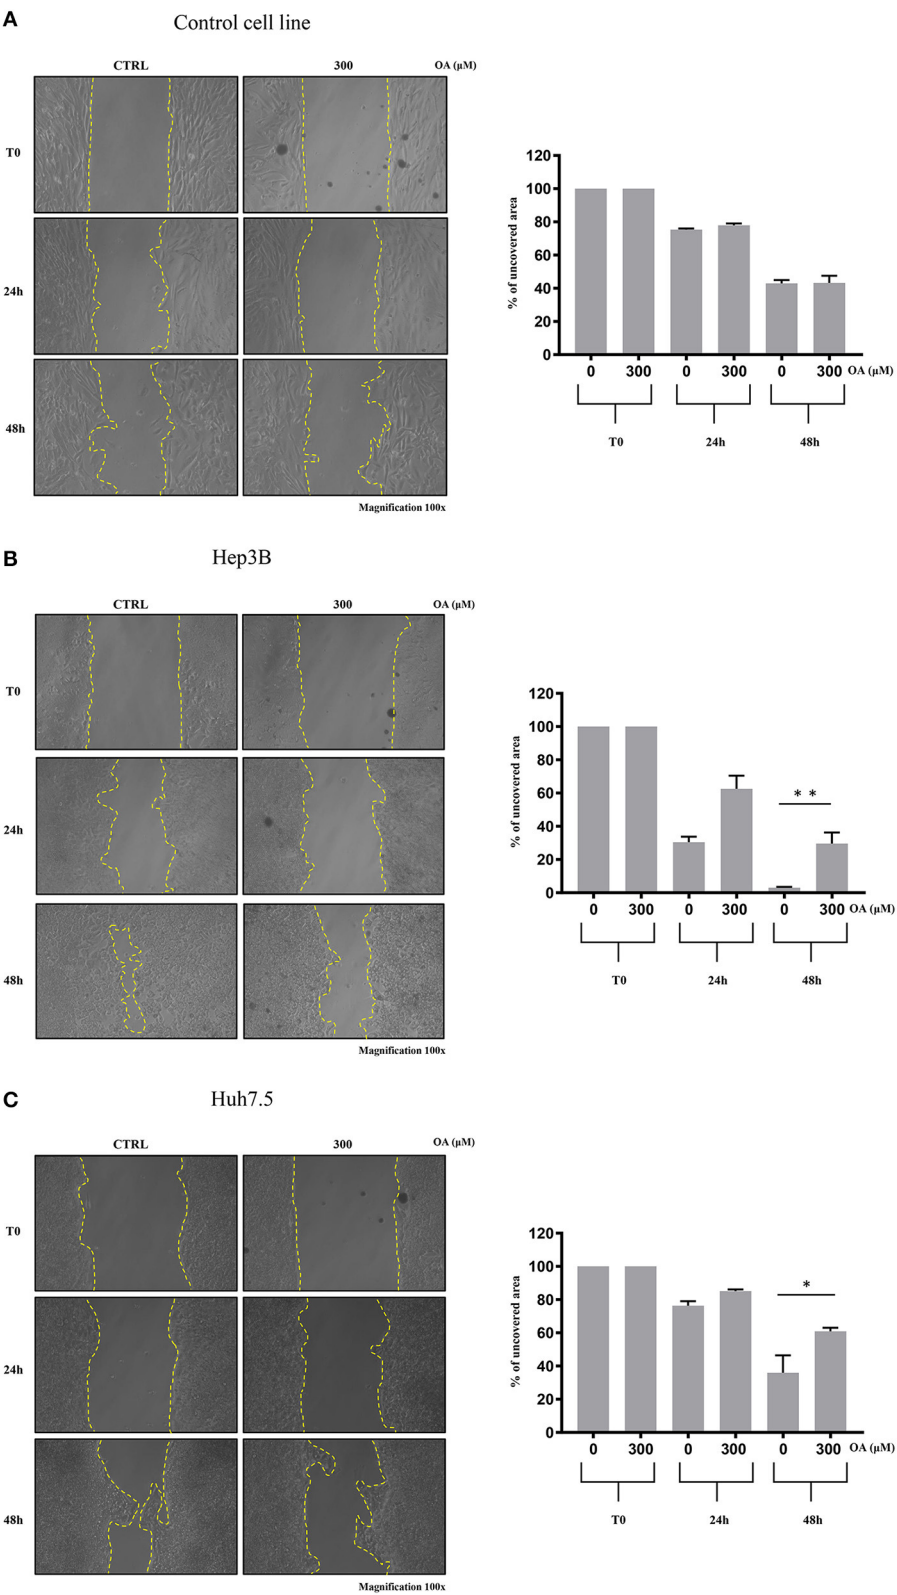 A
Control cell line
CTRL 300 OA (μM)
T0
24h
48h
Magnification 100x
% of uncovered area
120
100
80
60
40
20
0
0 300 0 300 0 300 OA (μM)
T0 24h 48h
B
Hep3B
CTRL 300 OA (μM)
T0
24h
48h
Magnification 100x
% of uncovered area
120
100
80
60
40
20
0
* *
0 300 0 300 0 300 OA (μM)
T0 24h 48h
C
Huh7.5
CTRL 300 OA (μM)
T0
24h
48h
Magnification 100x
% of uncovered area
120
100
80
60
40
20
0
*
0 300 0 300 0 300 OA (μM)
T0 24h 48h